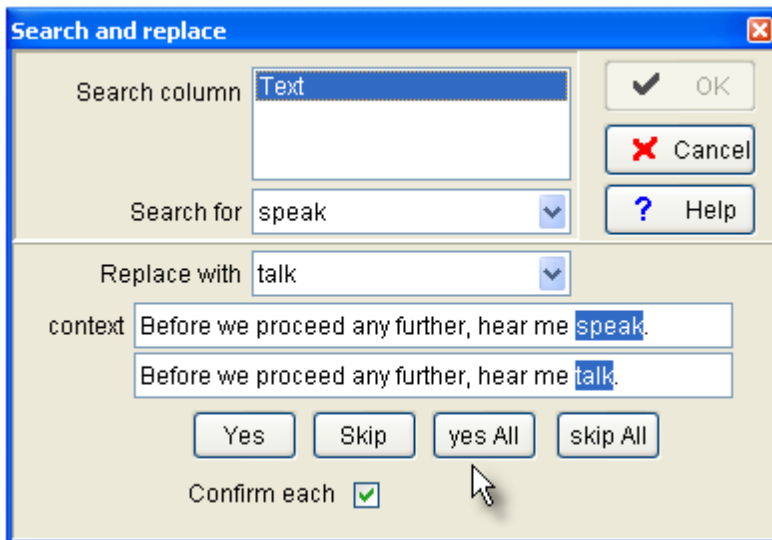 Search and replace
Search column Text
OK
Cancel
Search for speak
? Help
Replace with talk
context Before we proceed any further, hear me speak.
Before we proceed any further, hear me talk.
Yes Skip yes All skip All
Confirm each